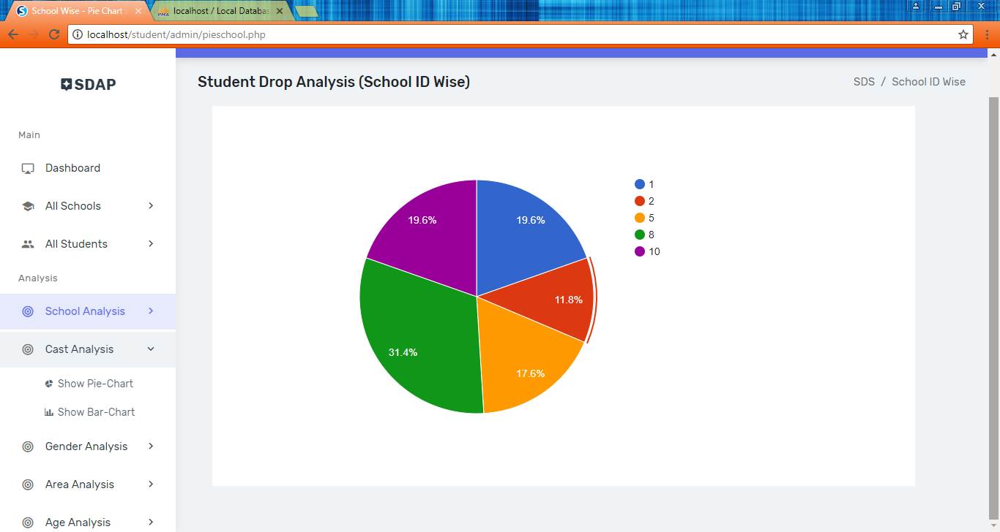 School Wise - Pie Chart
localhost / Local Databas
localhost/student/admin/pieschool.php
SDAP
Student Drop Analysis (School ID Wise)
SDS / School ID Wise
Main
Dashboard
All Schools
All Students
Analysis
School Analysis
Cast Analysis
Show Pie-Chart
Show Bar-Chart
Gender Analysis
Area Analysis
Age Analysis
19.6%
19.6%
11.8%
31.4%
17.6%
1
2
5
8
10